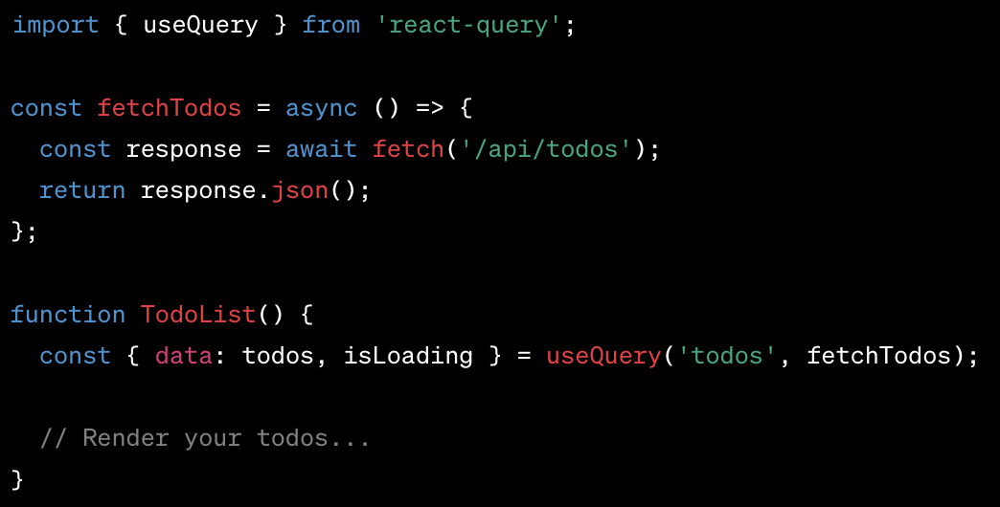 import { useQuery } from 'react-query';
const fetchTodos = async () => {
  const response = await fetch('/api/todos');
  return response.json();
};
function TodoList() {
  const { data: todos, isLoading } = useQuery('todos', fetchTodos);
  // Render your todos...
}